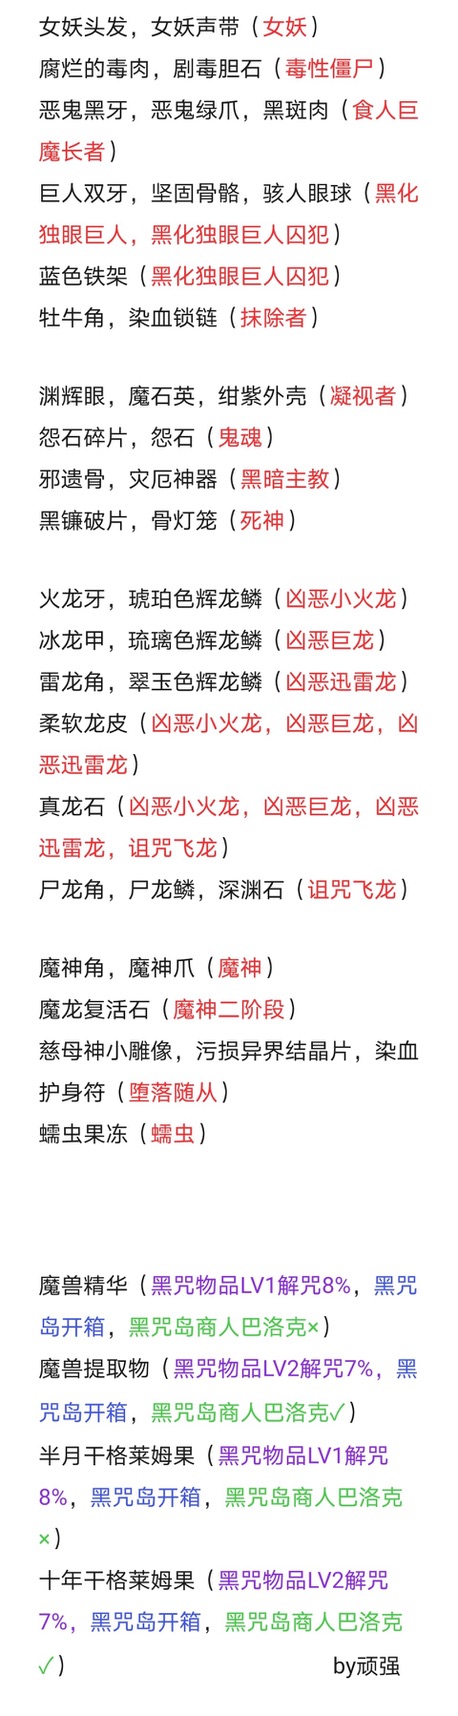 女妖头发，女妖声带（女妖）
腐烂的毒肉，剧毒胆石（毒性僵尸）
恶鬼黑牙，恶鬼绿爪，黑斑肉（食人巨
魔长者）
巨人双牙，坚固骨骼，骇人眼球（黑化
独眼巨人，黑化独眼巨人囚犯）
蓝色铁架（黑化独眼巨人囚犯）
牡牛角，染血锁链（抹除者）
渊辉眼，魔石英，绀紫外壳（凝视者）
怨石碎片，怨石（鬼魂）
邪遗骨，灾厄神器（黑暗主教）
黑镰破片，骨灯笼（死神）
火龙牙，琥珀色辉龙鳞（凶恶小火龙）
冰龙甲，琉璃色辉龙鳞（凶恶巨龙）
雷龙角，翠玉色辉龙鳞（凶恶迅雷龙）
柔软龙皮（凶恶小火龙，凶恶巨龙，凶
恶迅雷龙）
真龙石（凶恶小火龙，凶恶巨龙，凶恶
迅雷龙，诅咒飞龙）
尸龙角，尸龙鳞，深渊石（诅咒飞龙）
魔神角，魔神爪（魔神）
魔龙复活石（魔神二阶段）
慈母神小雕像，污损异界结晶片，染血
护身符（堕落随从）
蠕虫果冻（蠕虫）
魔兽精华（黑咒物品LV1解咒8%，黑咒
岛开箱，黑咒岛商人巴洛克×）
魔兽提取物（黑咒物品LV2解咒7%，黑
咒岛开箱，黑咒岛商人巴洛克✓）
半月干格莱姆果（黑咒物品LV1解咒
8%，黑咒岛开箱，黑咒岛商人巴洛克
×）
十年干格莱姆果（黑咒物品LV2解咒
7%，黑咒岛开箱，黑咒岛商人巴洛克
✓） by顽强